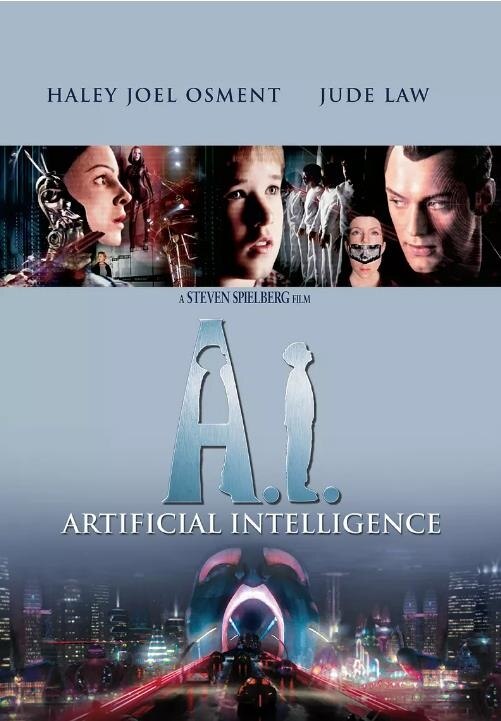 HALEY JOEL OSMENT JUDE LAW
A STEVEN SPIELBERG FILM
A.I.
ARTIFICIAL INTELLIGENCE